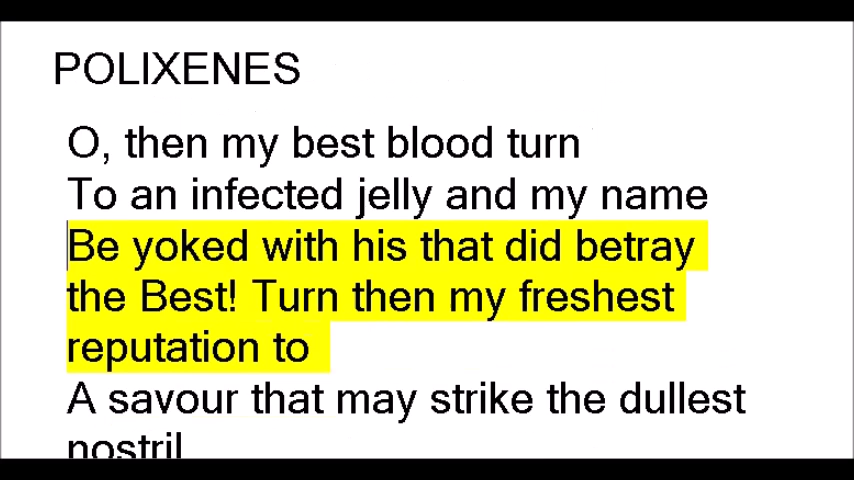 POLIXENES
O, then my best blood turn
To an infected jelly and my name
Be yoked with his that did betray
the Best! Turn then my freshest
reputation to
A savour that may strike the dullest
nostril